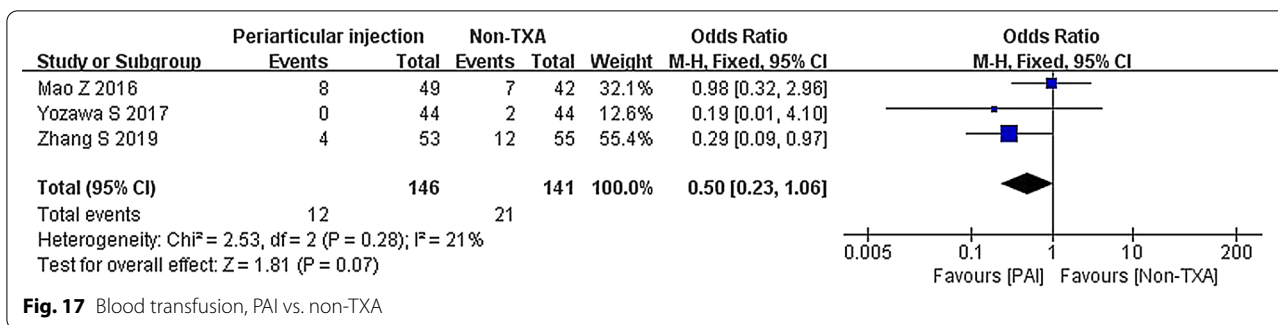 Periarticular injection Non-TXA Odds Ratio Odds Ratio
Study or Subgroup Events Total Events Total Weight M-H, Fixed, 95% CI M-H, Fixed, 95% CI
Mao Z 2016 8 49 7 42 32.1% 0.98 [0.32, 2.96]
Yozawa S 2017 0 44 2 44 12.6% 0.19 [0.01, 4.10]
Zhang S 2019 4 53 12 55 55.4% 0.29 [0.09, 0.97]
Total (95% CI) 146 141 100.0% 0.50 [0.23, 1.06]
Total events 12 21
Heterogeneity: Chi² = 2.53, df = 2 (P = 0.28); I² = 21%
Test for overall effect: Z = 1.81 (P = 0.07)
0.005 0.1 1 10 200
Favours [PAI] Favours [Non-TXA]
Fig. 17 Blood transfusion, PAI vs. non-TXA